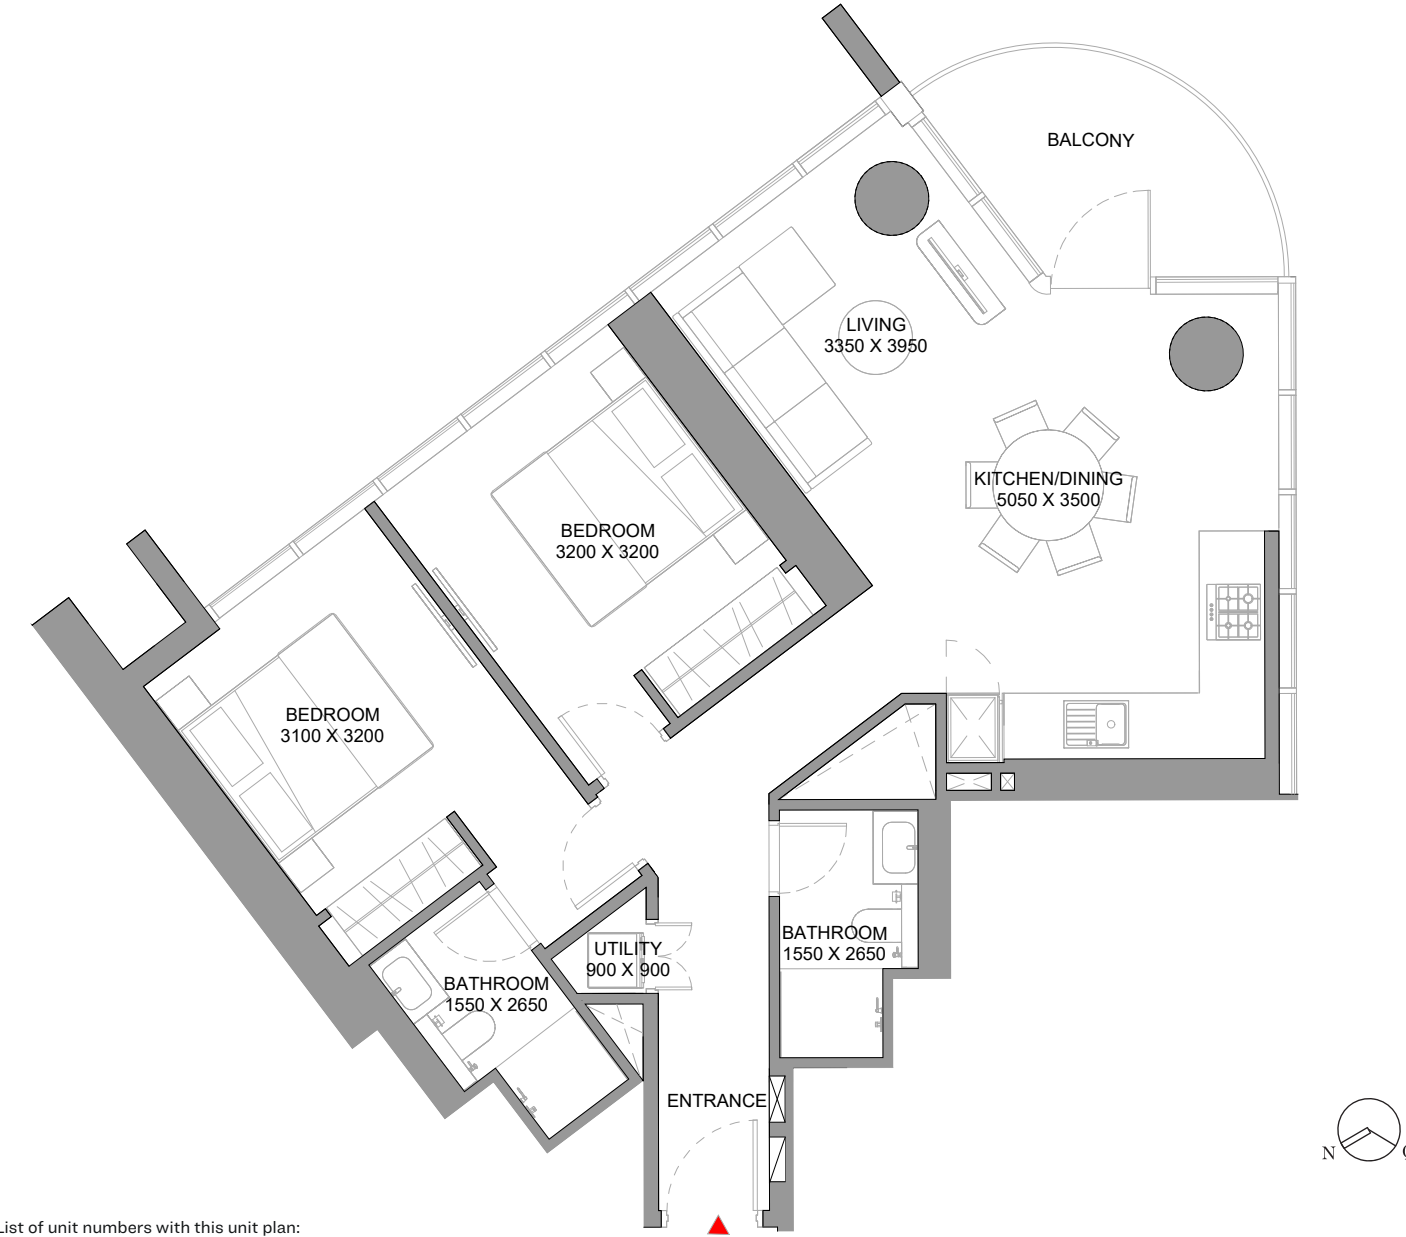 BALCONY
LIVING
3350 X 3950
KITCHEN/DINING
5050 X 3500
BEDROOM
3200 X 3200
BEDROOM
3100 X 3200
BATHROOM
1550 X 2650
UTILITY
900 X 900
BATHROOM
1550 X 2650
ENTRANCE
N
List of unit numbers with this unit plan: